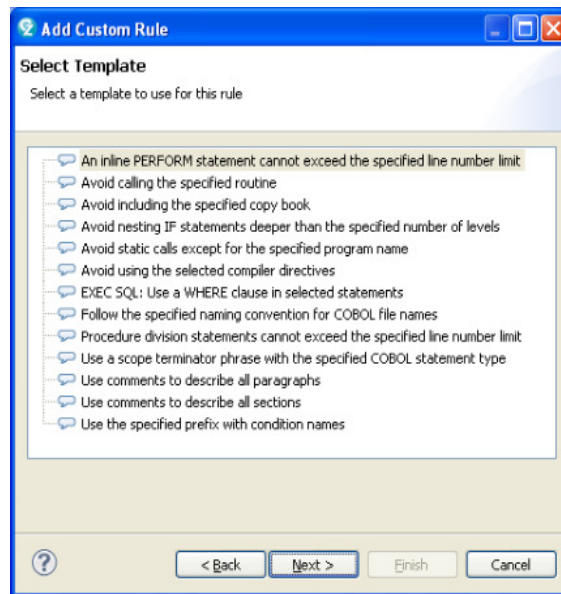 Add Custom Rule
Select Template
Select a template to use for this rule
An inline PERFORM statement cannot exceed the specified line number limit
Avoid calling the specified routine
Avoid including the specified copy book
Avoid nesting IF statements deeper than the specified number of levels
Avoid static calls except for the specified program name
Avoid using the selected compiler directives
EXEC SQL: Use a WHERE clause in selected statements
Follow the specified naming convention for COBOL file names
Procedure division statements cannot exceed the specified line number limit
Use a scope terminator phrase with the specified COBOL statement type
Use comments to describe all paragraphs
Use comments to describe all sections
Use the specified prefix with condition names
? < Back Next > Finish Cancel